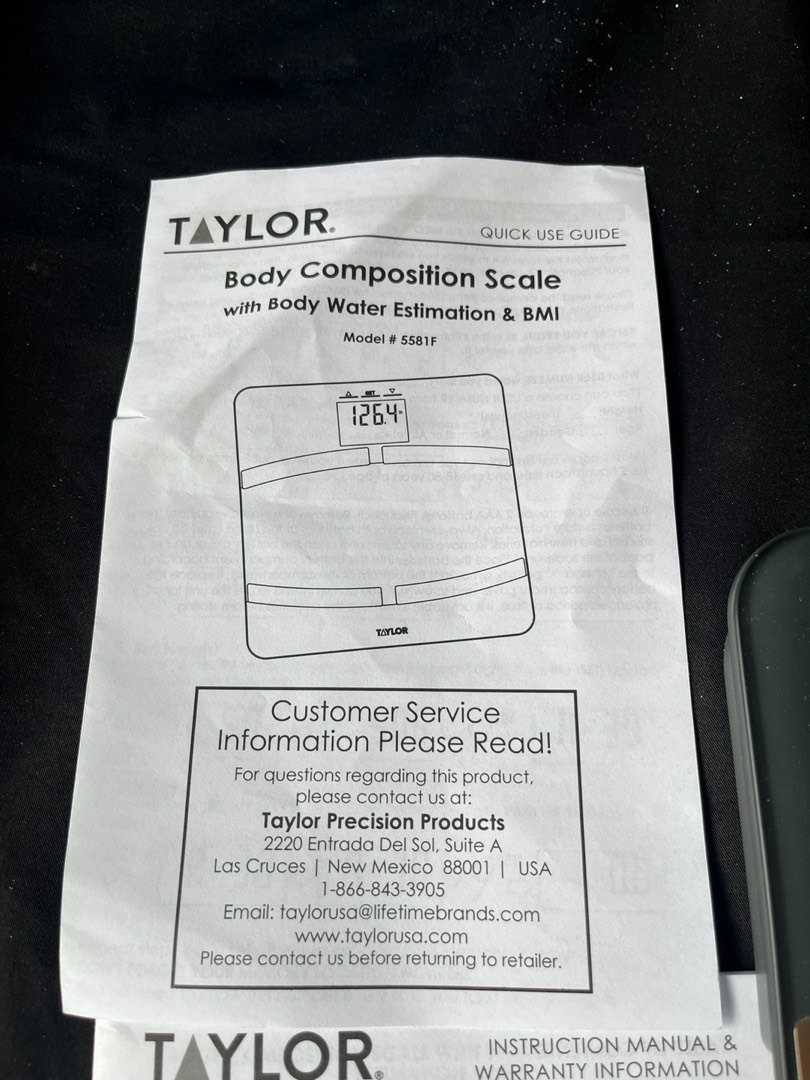 TAYLOR®
QUICK USE GUIDE
Body Composition Scale
with Body Water Estimation & BMI
Model # 5581F
SET
126.4
TAYLOR
Customer Service
Information Please Read!
For questions regarding this product,
please contact us at:
Taylor Precision Products
2220 Entrada Del Sol, Suite A
Las Cruces | New Mexico 88001 | USA
1-866-843-3905
Email: taylorusa@lifetimebrands.com
www.taylorusa.com
Please contact us before returning to retailer.
TAYLOR®
INSTRUCTION MANUAL &
WARRANTY INFORMATION